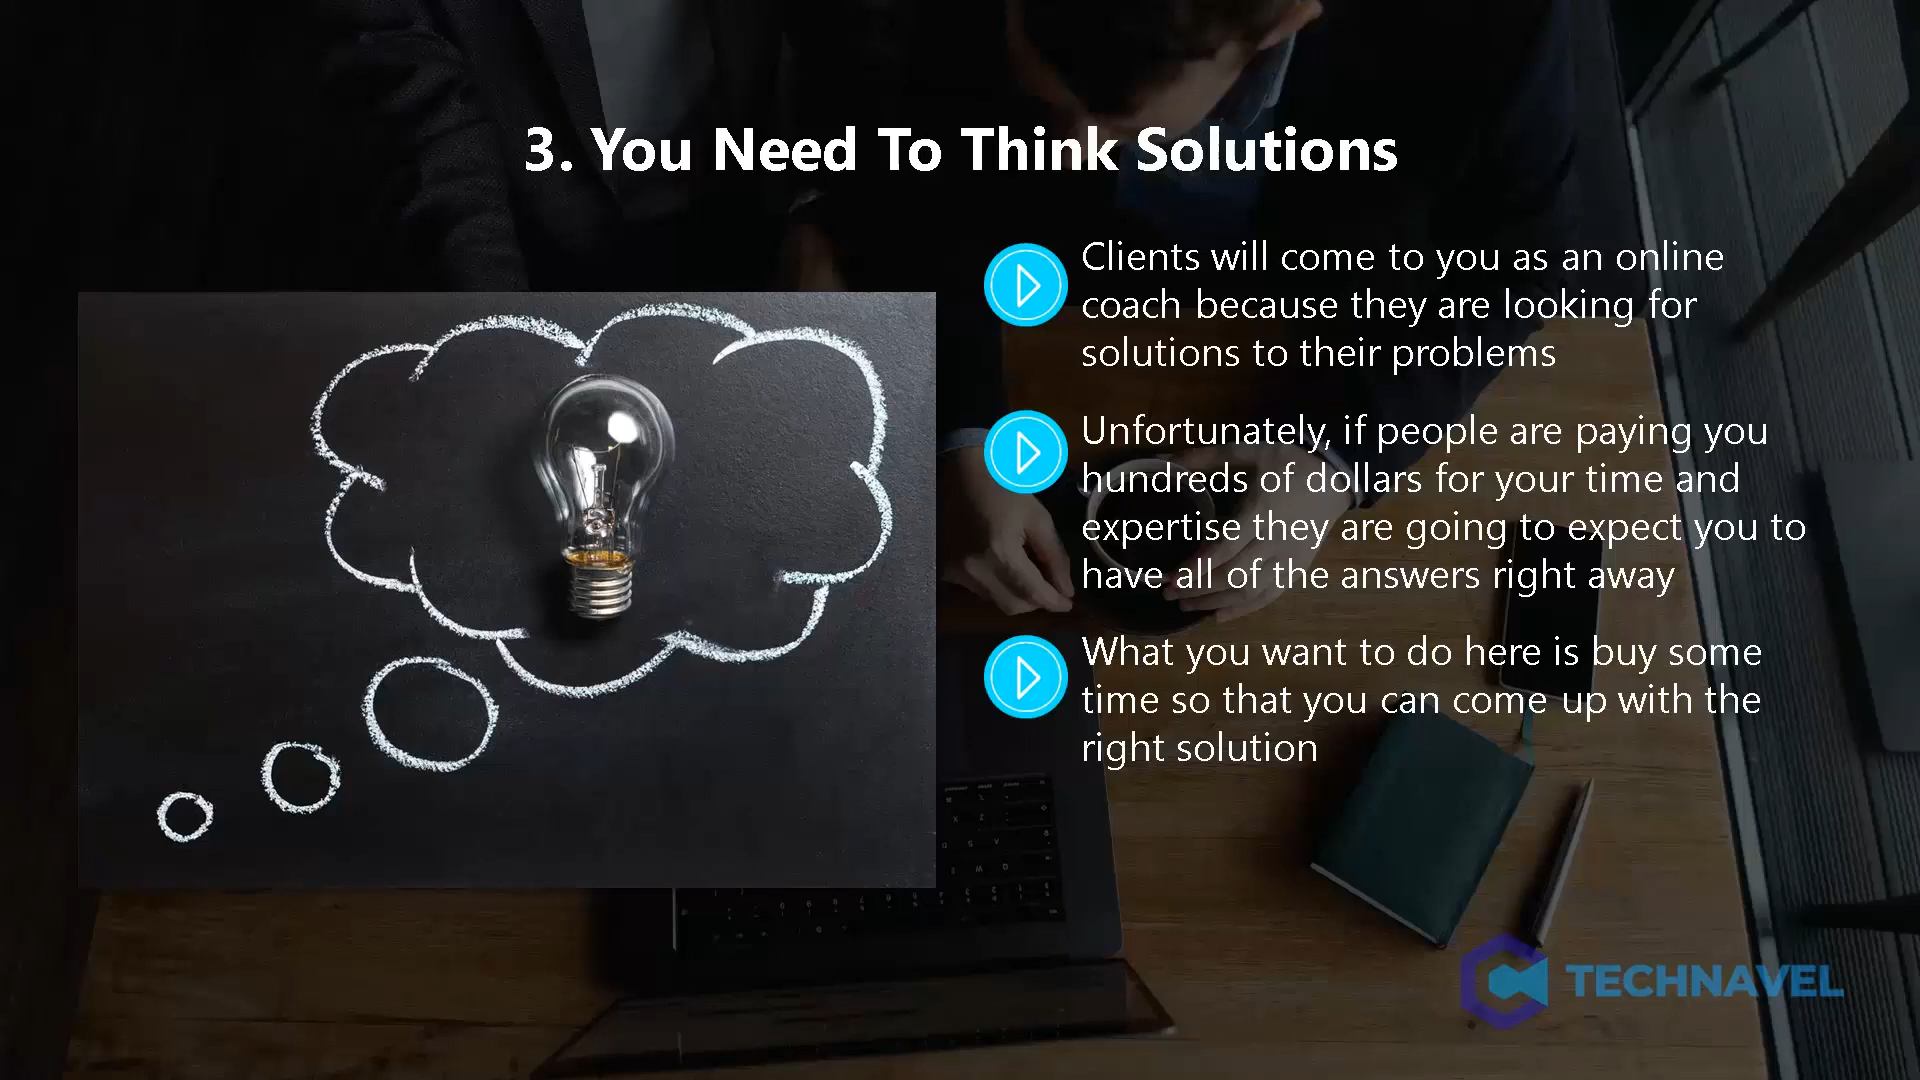 3. You Need To Think Solutions
Clients will come to you as an online
coach because they are looking for
solutions to their problems
Unfortunately, if people are paying you
hundreds of dollars for your time and
expertise they are going to expect you to
have all of the answers right away
What you want to do here is buy some
time so that you can come up with the
right solution
TECHNAVEL